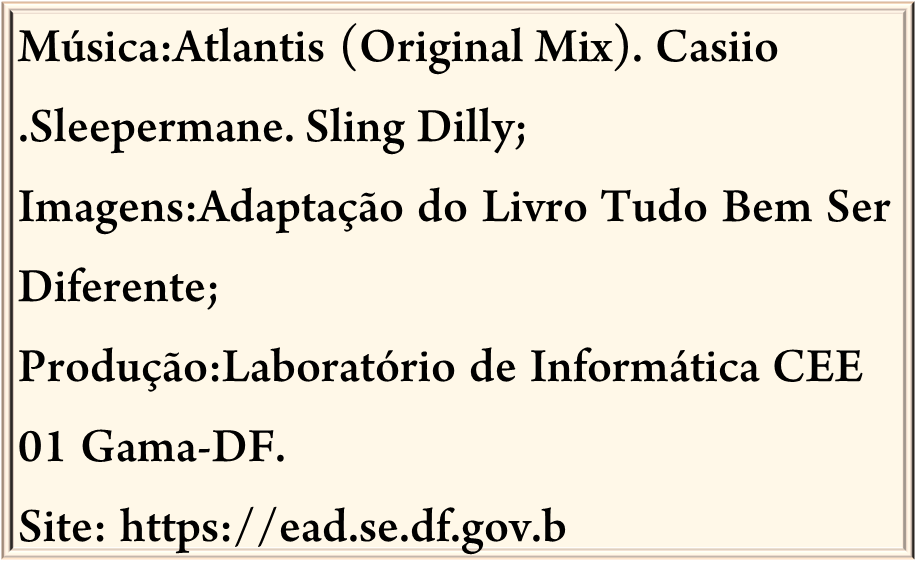 Música:Atlantis (Original Mix). Casiio
.Sleepermane. Sling Dilly;
Imagens:Adaptação do Livro Tudo Bem Ser
Diferente;
Produção:Laboratório de Informática CEE
01 Gama-DF.
Site: https://ead.se.df.gov.b